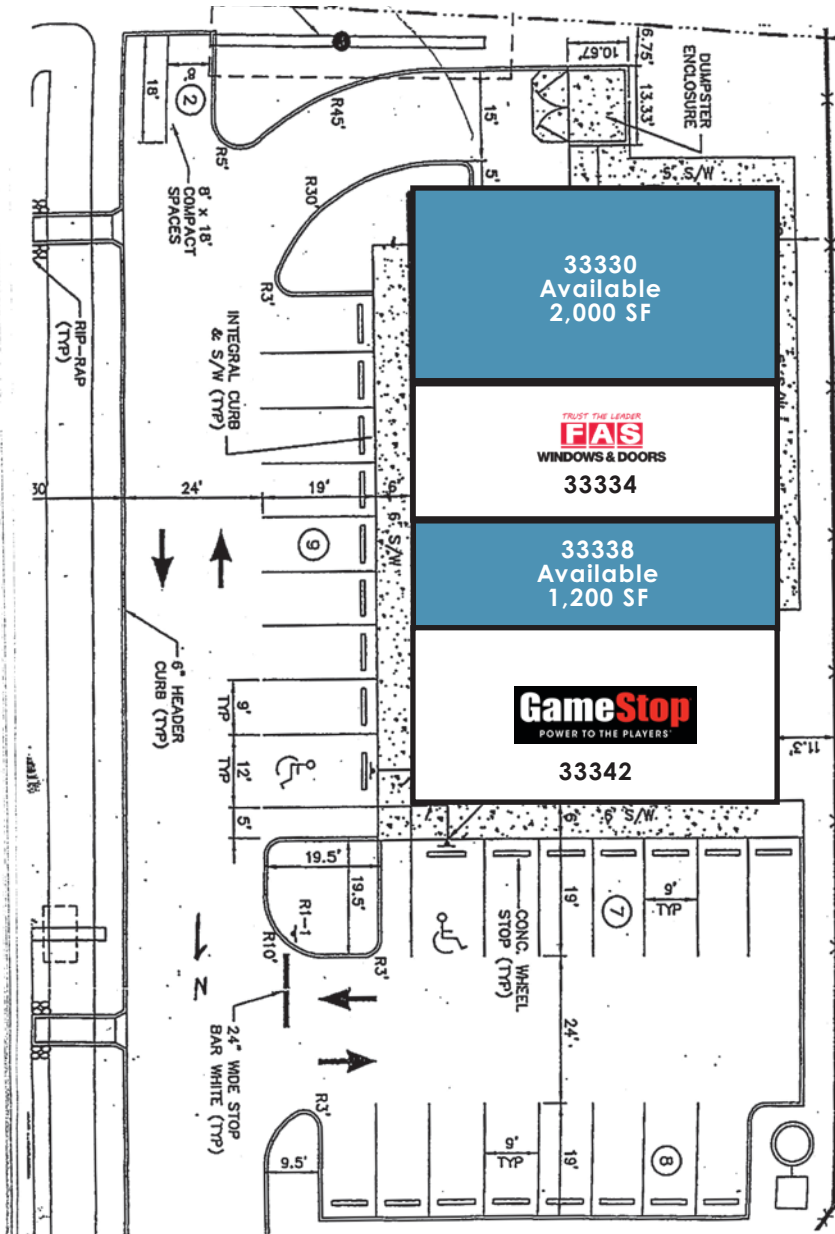 6.75'
10.67'
DUMPSTER
ENCLOSURE
13.33'
18'
8'
2
R45'
15'
R5'
5'
5' S/W
8' x 18'
COMPACT
SPACES
R30'
R3'
33330
Available
2,000 SF
RIP-RAP
(TYP)
INTEGRAL CURB
& S/W (TYP)
TRUST THE LEADER
FAS
WINDOWS & DOORS
33334
30'
24'
19'
6'
6' S/W
9
33338
Available
1,200 SF
6" HEADER
CURB (TYP)
9'
TYP
12'
TYP
5'
GameStop
POWER TO THE PLAYERS
33342
11.3'
6' S/W
6'
19.5'
19.5'
R1-1
R10'
R3'
CONC. WHEEL
STOP (TYP)
19'
7
9'
TYP
N
24" WIDE STOP
BAR WHITE (TYP)
24'
R3'
9.5'
9'
TYP
19'
8